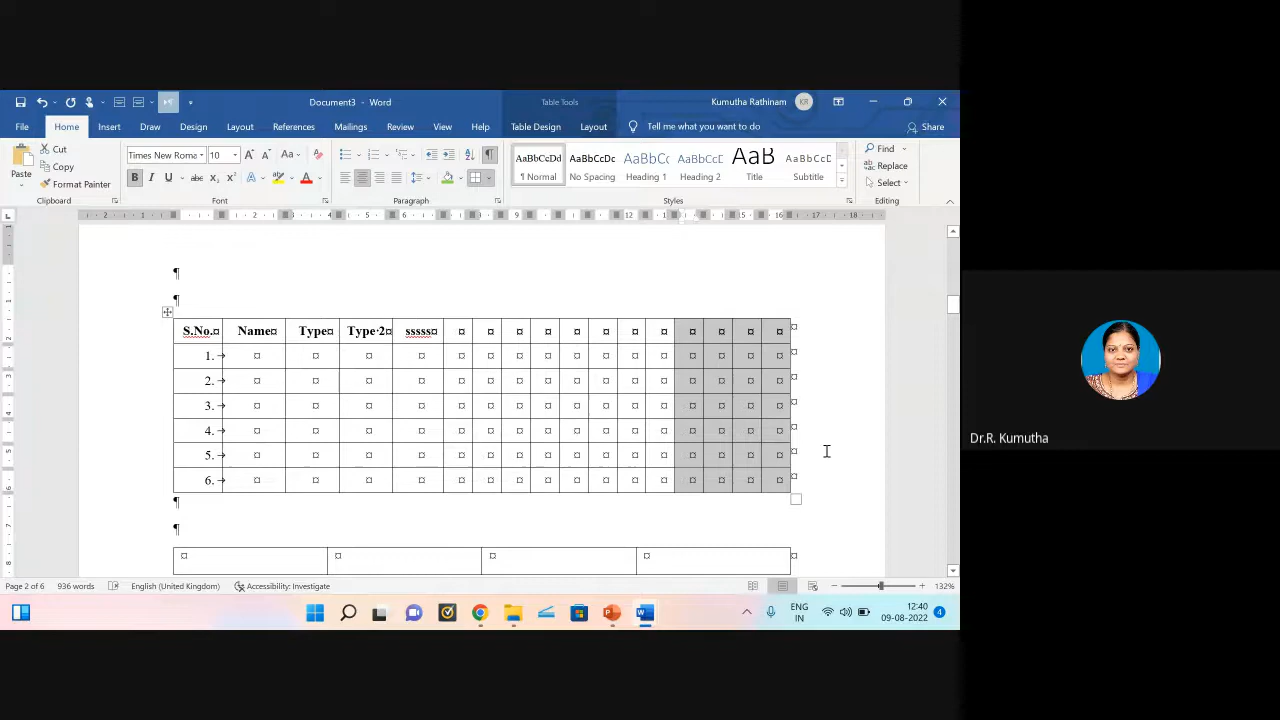 Document3 - Word
Table Tools
Kumutha Rathinam
KR
File
Home
Insert
Draw
Design
Layout
References
Mailings
Review
View
Help
Table Design
Layout
Tell me what you want to do
Share
Paste
Cut
Copy
Format Painter
Clipboard
Times New Roma
10
Font
Paragraph
AaBbCcDd
¶ Normal
AaBbCcDc
No Spacing
AaBbCc
Heading 1
AaBbCcD
Heading 2
AaB
Title
AaBbCcD
Subtitle
Styles
Find
Replace
Select
Editing
S.No. Name Type Type 2 sssss
1.
2.
3.
4.
5.
6.
Page 2 of 6
936 words
English (United Kingdom)
Accessibility: Investigate
132%
ENG
IN
12:40
09-08-2022
4
Dr.R. Kumutha